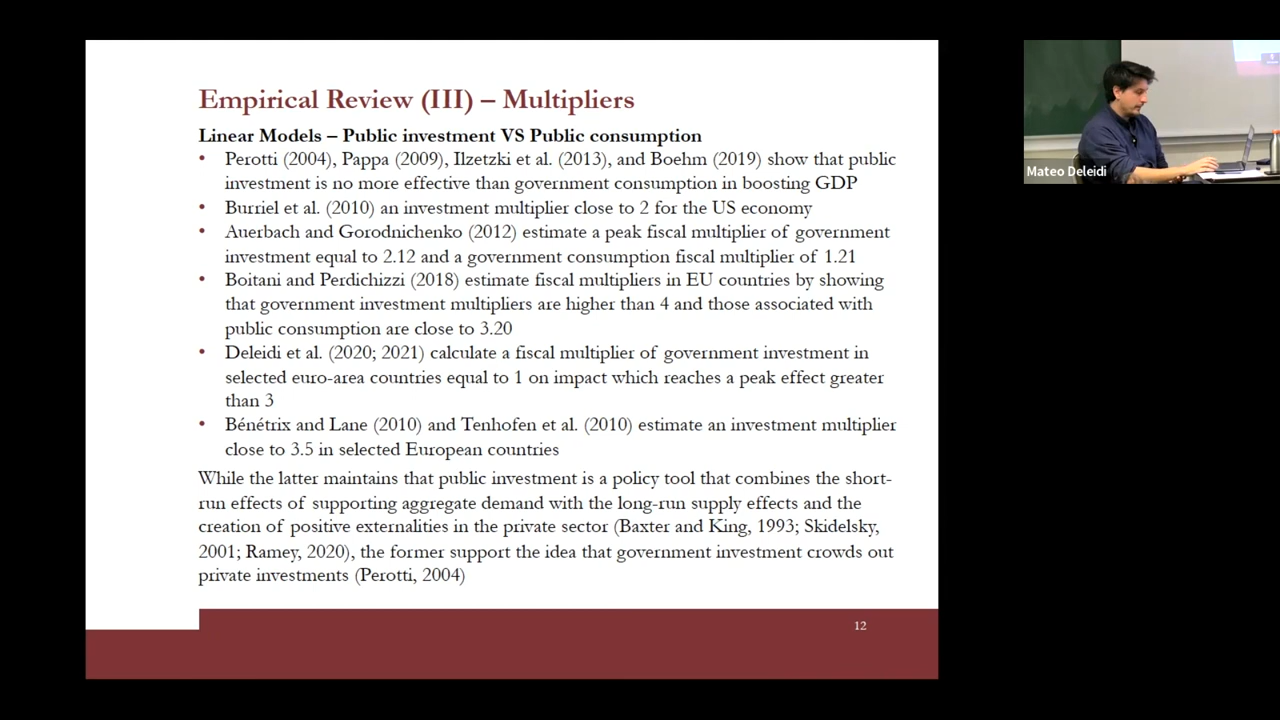 Empirical Review (III) – Multipliers
Linear Models – Public investment VS Public consumption
• Perotti (2004), Pappa (2009), Ilzetzki et al. (2013), and Boehm (2019) show that public
investment is no more effective than government consumption in boosting GDP
• Burriel et al. (2010) an investment multiplier close to 2 for the US economy
• Auerbach and Gorodnichenko (2012) estimate a peak fiscal multiplier of government
investment equal to 2.12 and a government consumption fiscal multiplier of 1.21
• Boitani and Perdichizzi (2018) estimate fiscal multipliers in EU countries by showing
that government investment multipliers are higher than 4 and those associated with
public consumption are close to 3.20
• Deleidi et al. (2020; 2021) calculate a fiscal multiplier of government investment in
selected euro-area countries equal to 1 on impact which reaches a peak effect greater
than 3
• Bénétrix and Lane (2010) and Tenhofen et al. (2010) estimate an investment multiplier
close to 3.5 in selected European countries
While the latter maintains that public investment is a policy tool that combines the short-
run effects of supporting aggregate demand with the long-run supply effects and the
creation of positive externalities in the private sector (Baxter and King, 1993; Skidelsky,
2001; Ramey, 2020), the former support the idea that government investment crowds out
private investments (Perotti, 2004)
12
Mateo Deleidi